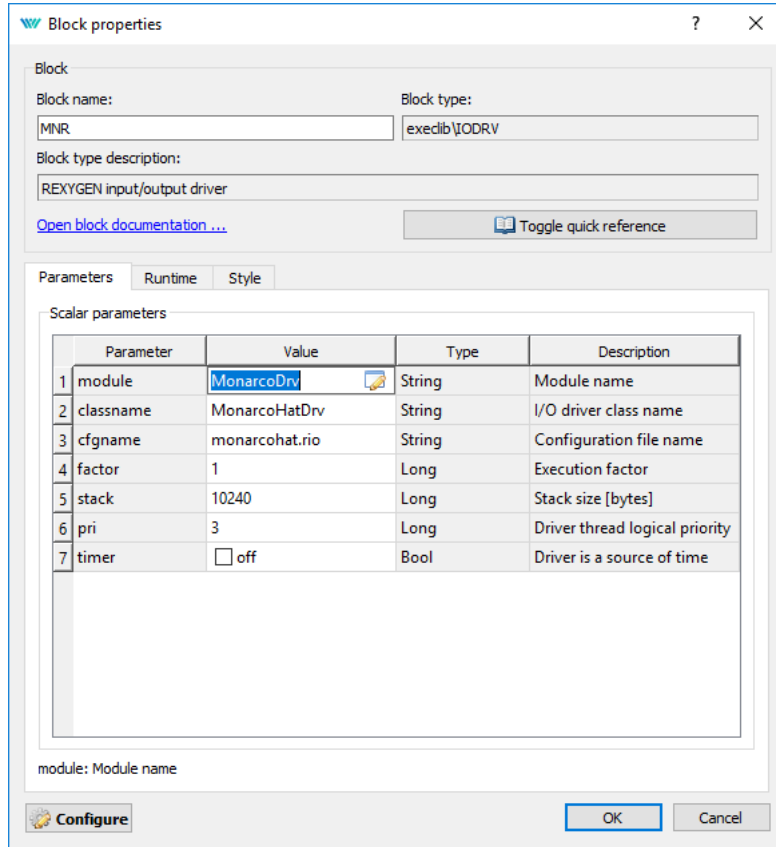 Block properties
Block
Block name:
Block type:
MNR
execlib\IODRV
Block type description:
REXYGEN input/output driver
Open block documentation ...
Toggle quick reference
Parameters Runtime Style
Scalar parameters
Parameter Value Type Description
1 module MonarcoDrv String Module name
2 classname MonarcoHatDrv String I/O driver class name
3 cfgname monarcohat.rio String Configuration file name
4 factor 1 Long Execution factor
5 stack 10240 Long Stack size [bytes]
6 pri 3 Long Driver thread logical priority
7 timer off Bool Driver is a source of time
module: Module name
Configure
OK
Cancel